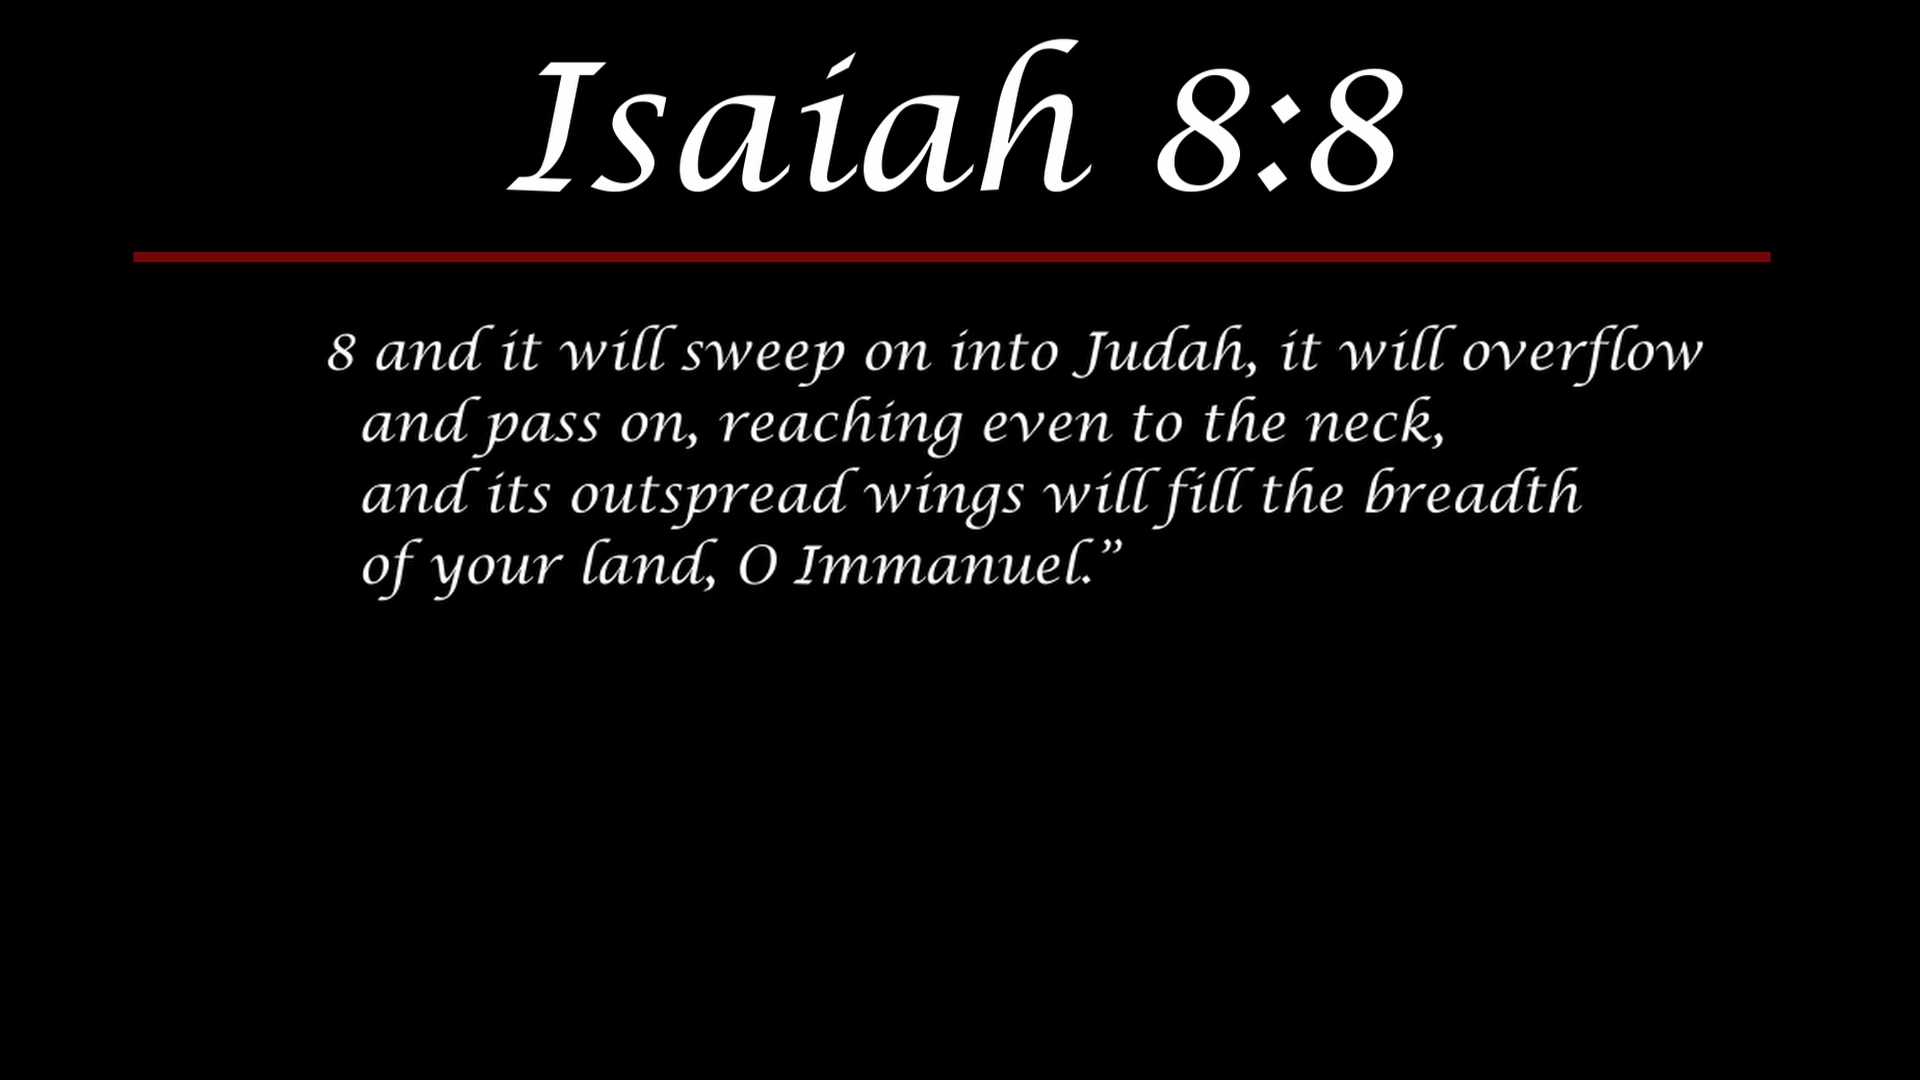 Isaiah 8:8
8 and it will sweep on into Judah, it will overflow
and pass on, reaching even to the neck,
and its outspread wings will fill the breadth
of your land, O Immanuel.”